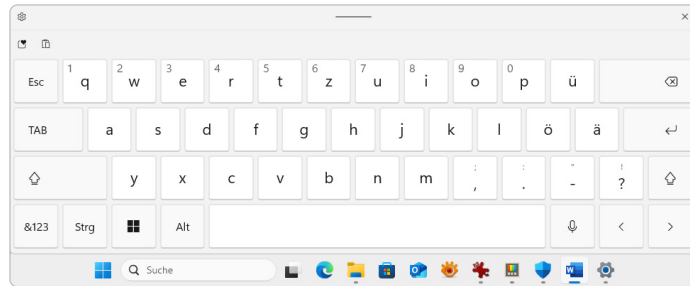 Esc 1 q 2 w 3 e 4 r 5 t 6 z 7 u 8 i 9 o 0 p ü
TAB a s d f g h j k l ö ä
y x c v b n m ; , : . " - ! ?
&123 Strg Alt < >
Suche